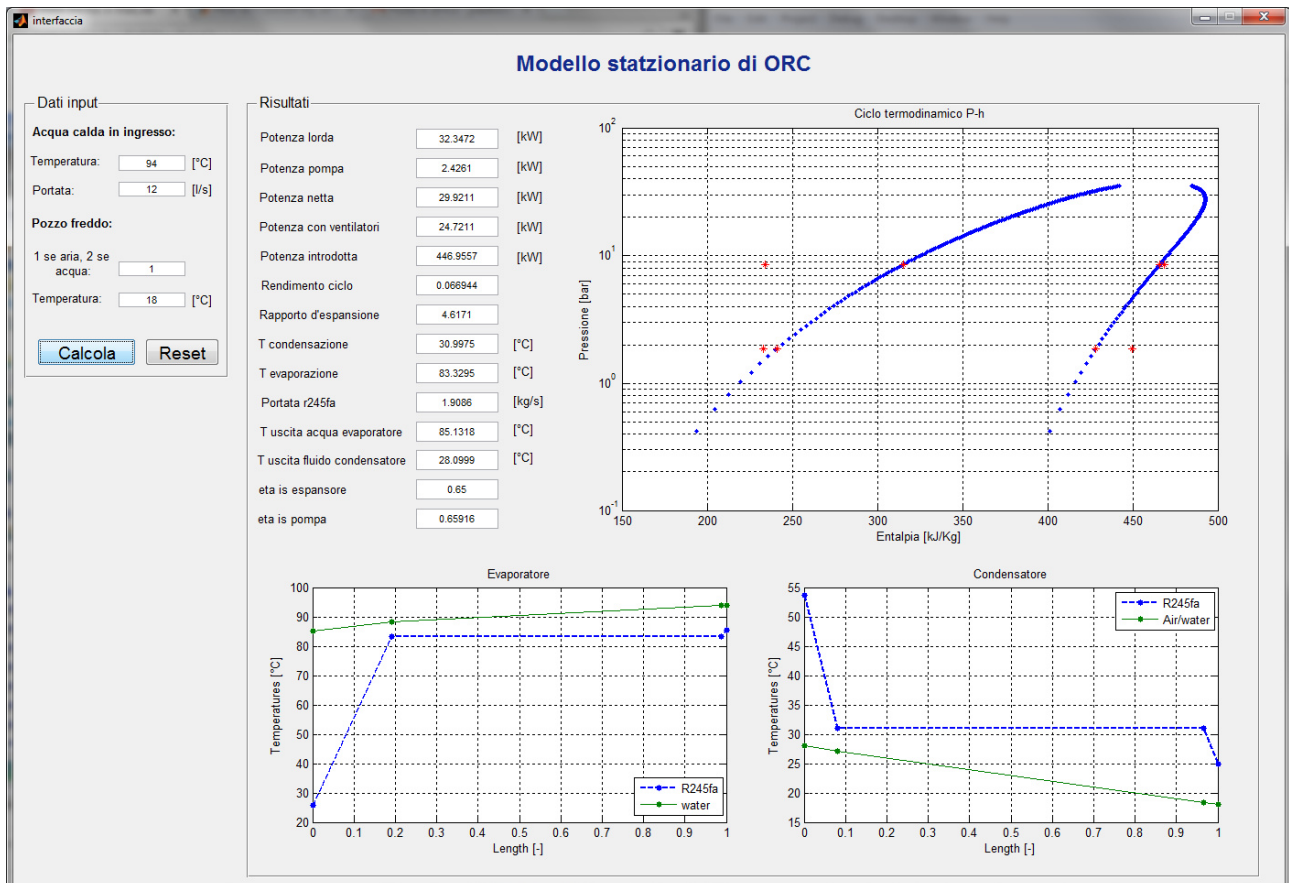 interfaccia
Modello statzionario di ORC
Dati input
Acqua calda in ingresso:
Temperatura: 94 [°C]
Portata: 12 [l/s]
Pozzo freddo:
1 se aria, 2 se
acqua: 1
Temperatura: 18 [°C]
Calcola Reset
Risultati
Potenza lorda 32.3472 [kW]
Potenza pompa 2.4261 [kW]
Potenza netta 29.9211 [kW]
Potenza con ventilatori 24.7211 [kW]
Potenza introdotta 446.9557 [kW]
Rendimento ciclo 0.066944
Rapporto d'espansione 4.6171
T condensazione 30.9975 [°C]
T evaporazione 83.3295 [°C]
Portata r245fa 1.9086 [kg/s]
T uscita acqua evaporatore 85.1318 [°C]
T uscita fluido condensatore 28.0999 [°C]
eta is espansore 0.65
eta is pompa 0.65916
Ciclo termodinamico P-h
10^2
10^1
10^0
10^-1
Pressione [bar]
150 200 250 300 350 400 450 500
Entalpia [kJ/Kg]
Evaporatore
100
90
80
70
60
50
40
30
20
Temperatures [°C]
R245fa
water
0 0.1 0.2 0.3 0.4 0.5 0.6 0.7 0.8 0.9 1
Length [-]
Condensatore
55
50
45
40
35
30
25
20
15
Temperatures [°C]
R245fa
Air/water
0 0.1 0.2 0.3 0.4 0.5 0.6 0.7 0.8 0.9 1
Length [-]